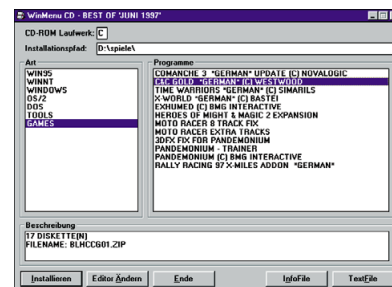 WinMenu CD - BEST OF 'JUNI 1997'
CD-ROM Laufwerk: C
Installationspfad: D:\spiele\
Art
WIN95
WINNT
WINDOWS
OS/2
DOS
TOOLS
GAMES
Programme
COMANCHE 3 *GERMAN* UPDATE (C) NOVALOGIC
C&C GOLD *GERMAN* (C) WESTWOOD
TIME WARRIORS *GERMAN* (C) SIMARILS
X-WORLD *GERMAN* (C) BASTEI
EXHUMED (C) BMG INTERACTIVE
HEROES OF MIGHT & MAGIC 2 EXPANSION
MOTO RACER 8 TRACK FIX
MOTO RACER EXTRA TRACKS
3DFX FIX FOR PANDEMONIUM
PANDEMONIUM - TRAINER
PANDEMONIUM (C) BMG INTERACTIVE
RALLY RACING 97 X-MILES ADDON *GERMAN*
Beschreibung
17 DISKETTE(N)
FILENAME: BLHCCG01.ZIP
Installieren
Editor Ändern
Ende
InfoFile
TextFile